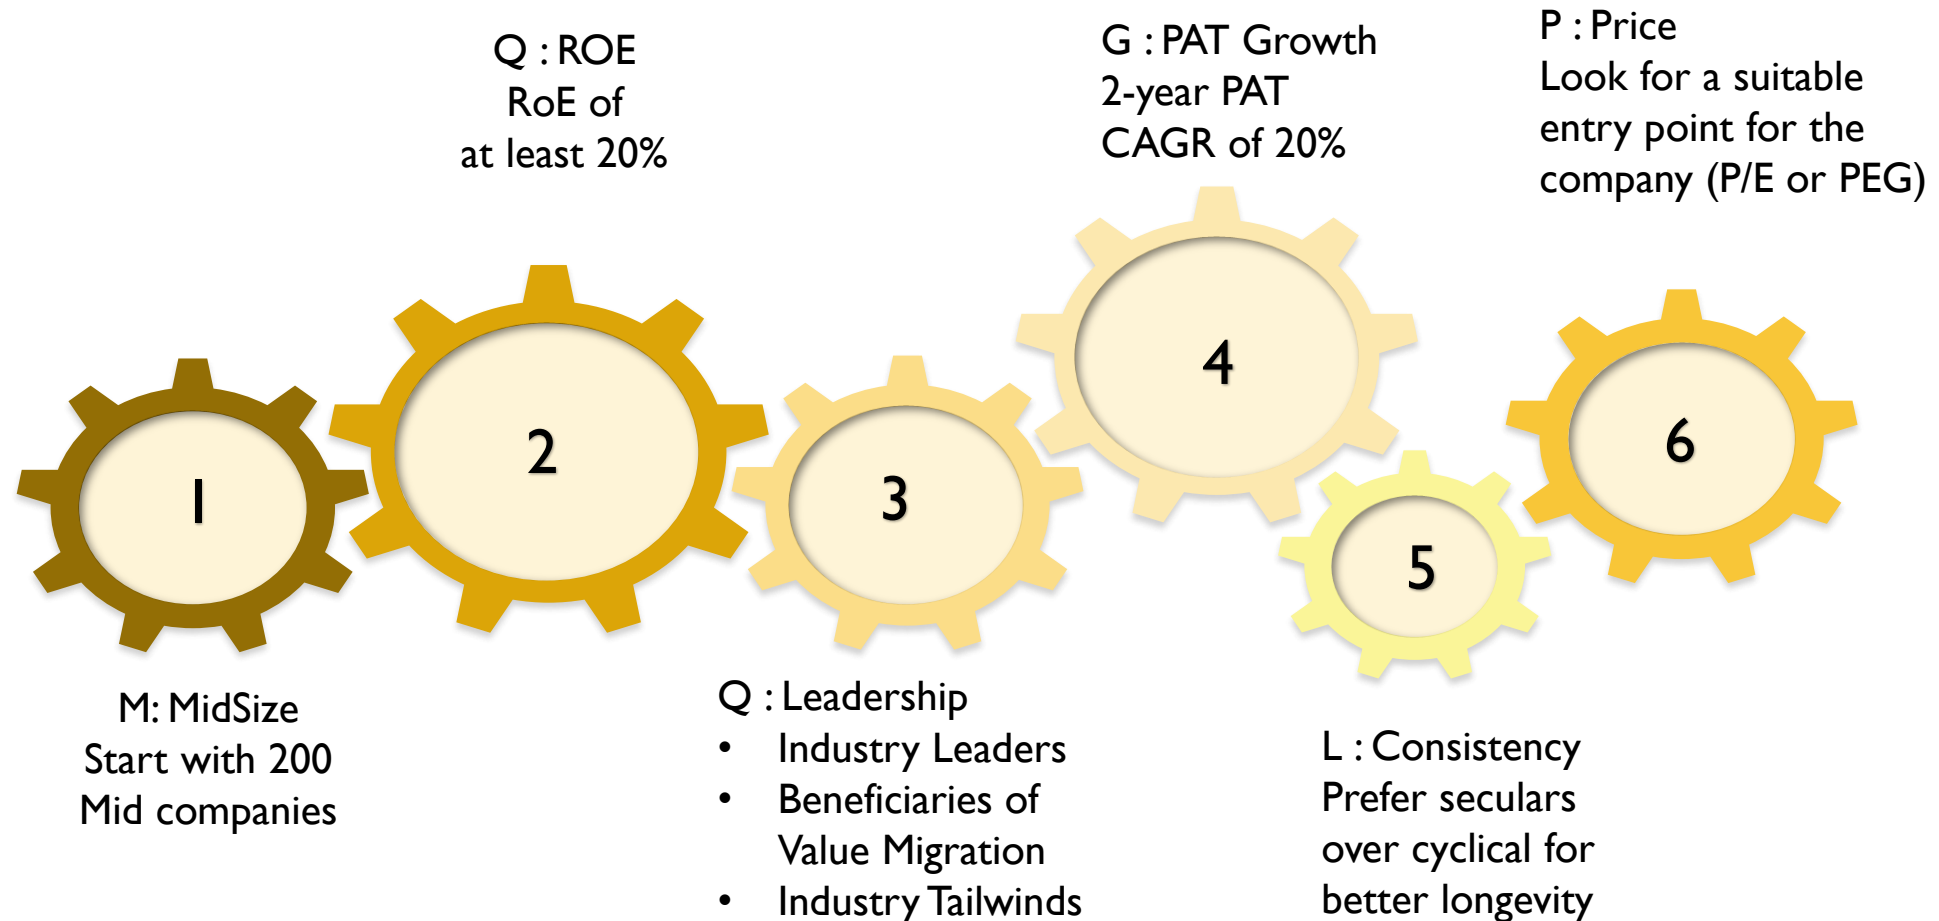 Q : ROE
RoE of
at least 20%
G : PAT Growth
2-year PAT
CAGR of 20%
P : Price
Look for a suitable
entry point for the
company (P/E or PEG)
1
2
3
4
5
6
M: MidSize
Start with 200
Mid companies
Q : Leadership
• Industry Leaders
• Beneficiaries of
Value Migration
• Industry Tailwinds
L : Consistency
Prefer seculars
over cyclical for
better longevity